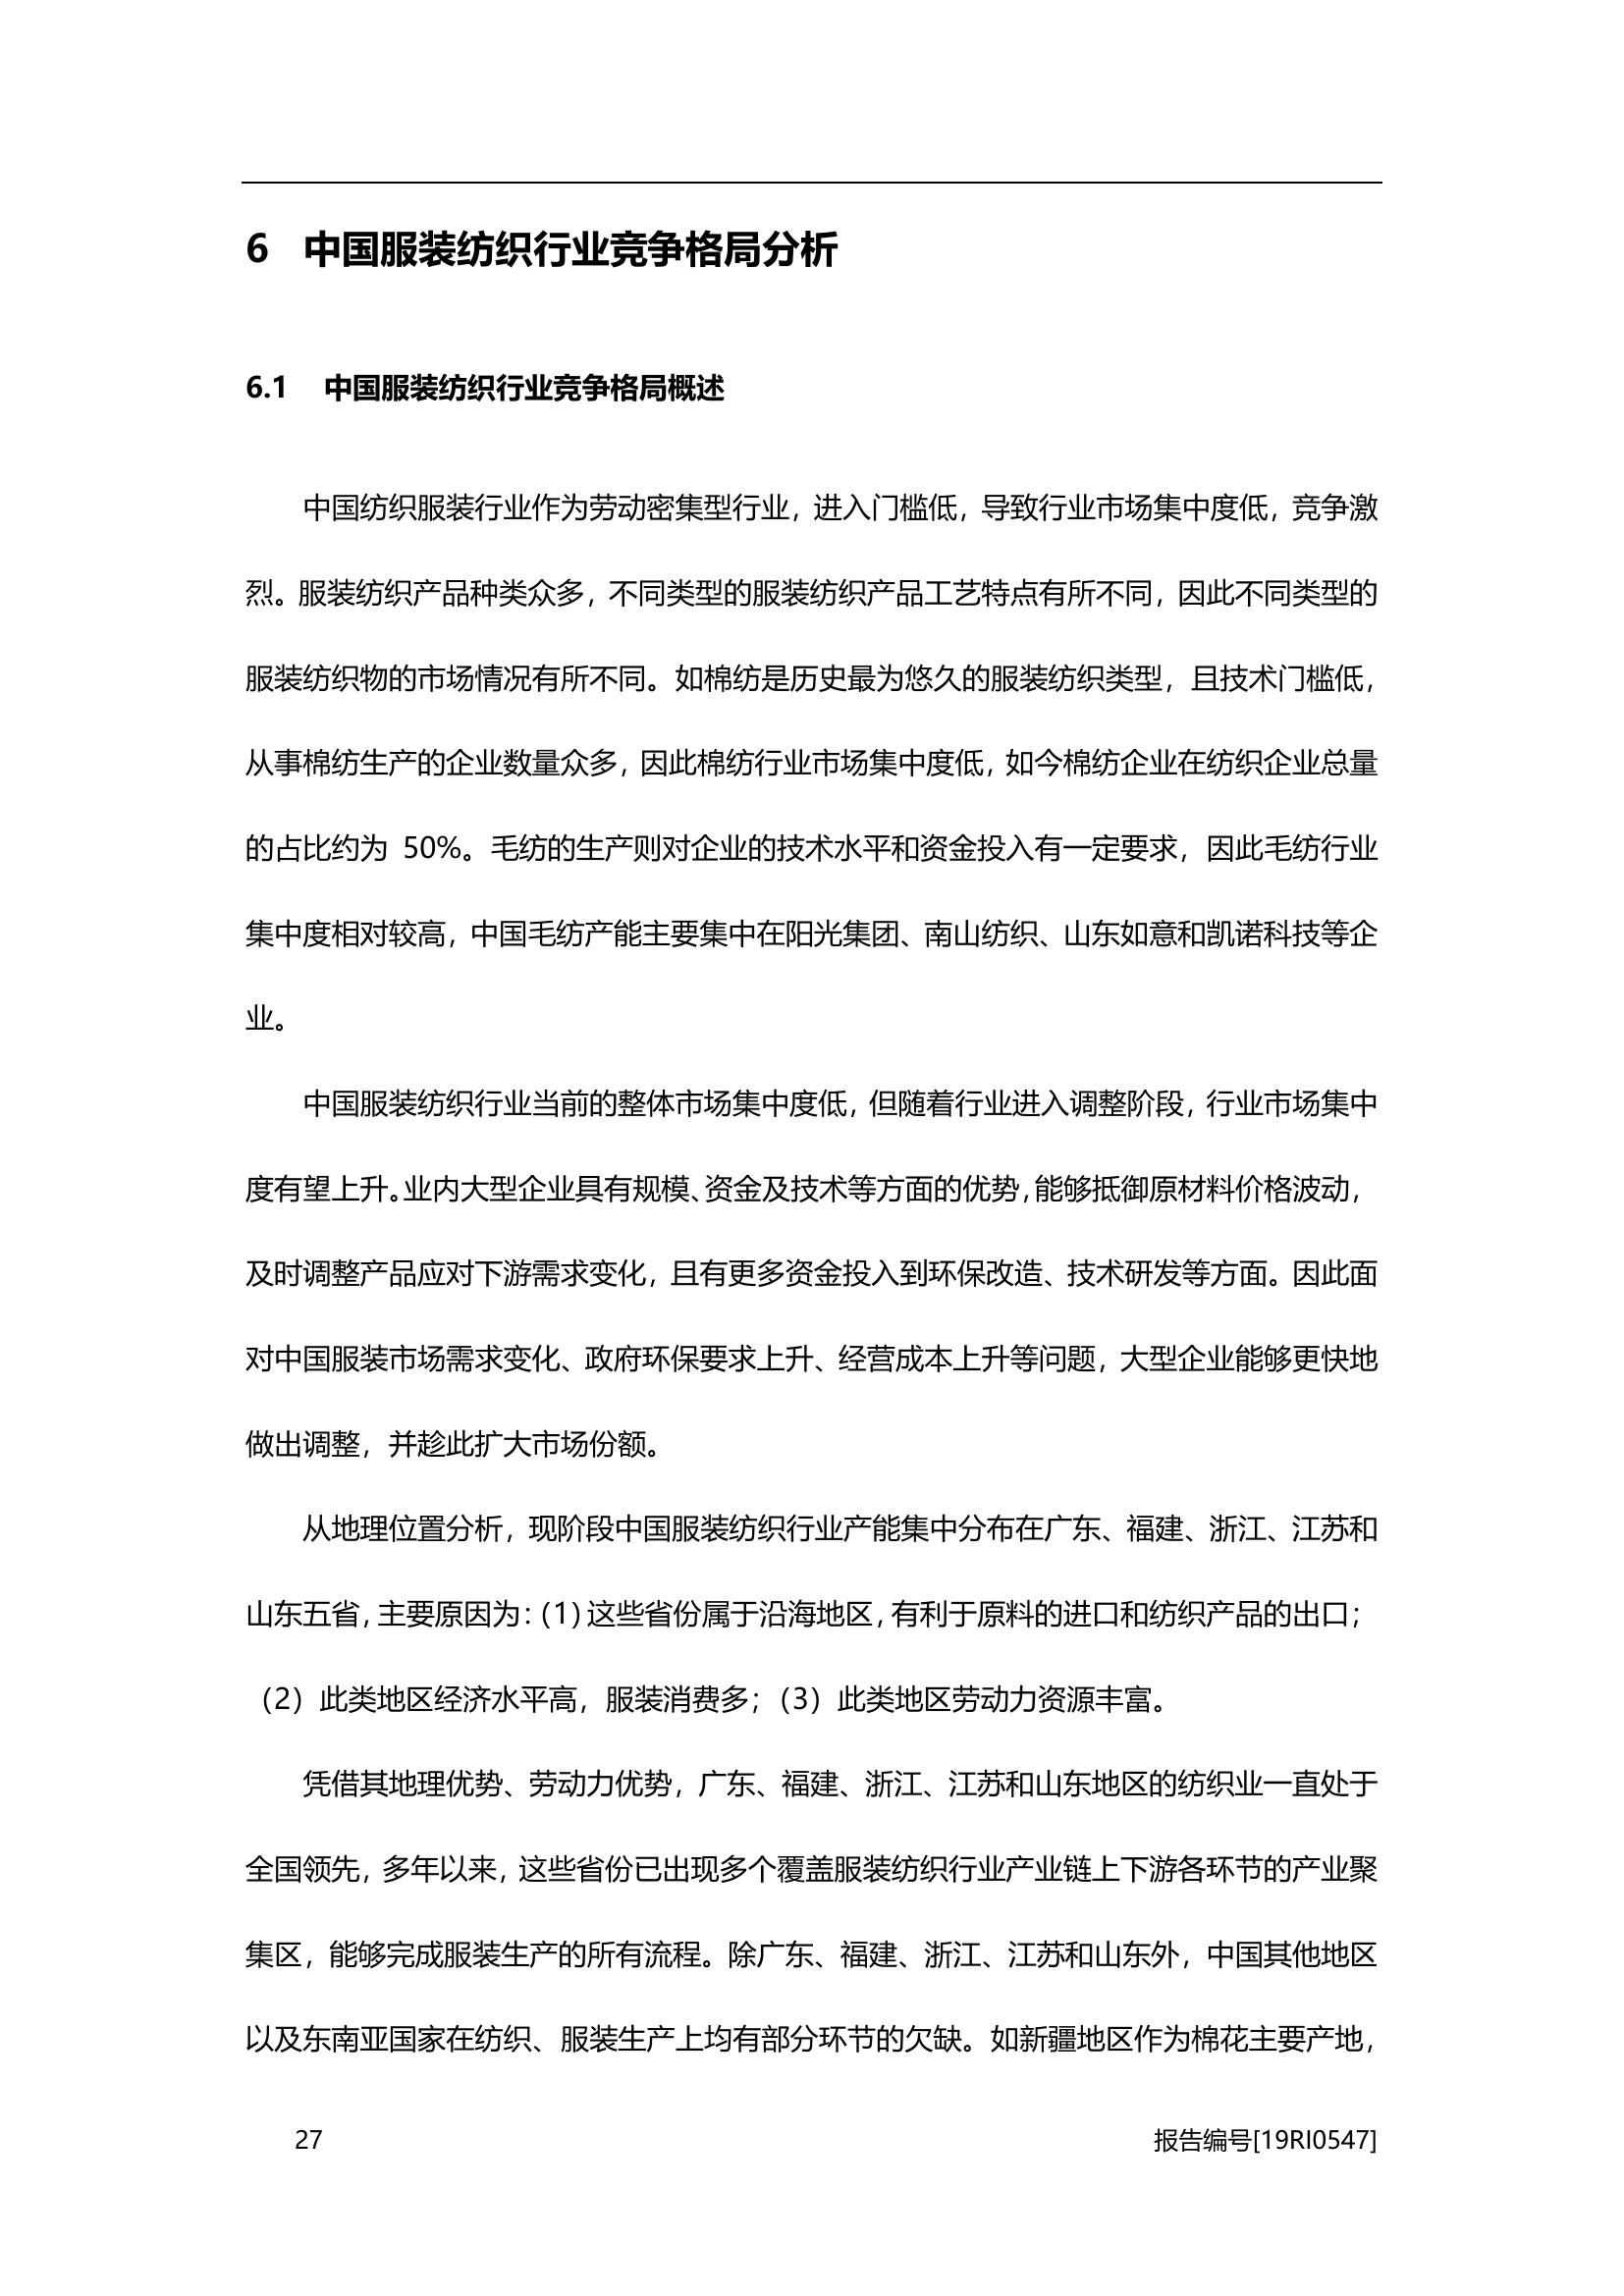 6 中国服装纺织行业竞争格局分析
6.1 中国服装纺织行业竞争格局概述
中国纺织服装行业作为劳动密集型行业，进入门槛低，导致行业市场集中度低，竞争激
烈。服装纺织产品种类众多，不同类型的服装纺织产品工艺特点有所不同，因此不同类型的
服装纺织物的市场情况有所不同。如棉纺是历史最为悠久的服装纺织类型，且技术门槛低，
从事棉纺生产的企业数量众多，因此棉纺行业市场集中度低，如今棉纺企业在纺织企业总量
的占比约为 50%。毛纺的生产则对企业的技术水平和资金投入有一定要求，因此毛纺行业
集中度相对较高，中国毛纺产能主要集中在阳光集团、南山纺织、山东如意和凯诺科技等企
业。
中国服装纺织行业当前的整体市场集中度低，但随着行业进入调整阶段，行业市场集中
度有望上升。业内大型企业具有规模、资金及技术等方面的优势，能够抵御原材料价格波动，
及时调整产品应对下游需求变化，且有更多资金投入到环保改造、技术研发等方面。因此面
对中国服装市场需求变化、政府环保要求上升、经营成本上升等问题，大型企业能够更快地
做出调整，并趁此扩大市场份额。
从地理位置分析，现阶段中国服装纺织行业产能集中分布在广东、福建、浙江、江苏和
山东五省，主要原因为：（1）这些省份属于沿海地区，有利于原料的进口和纺织产品的出口；
（2）此类地区经济水平高，服装消费多；（3）此类地区劳动力资源丰富。
凭借其地理优势、劳动力优势，广东、福建、浙江、江苏和山东地区的纺织业一直处于
全国领先，多年以来，这些省份已出现多个覆盖服装纺织行业产业链上下游各环节的产业聚
集区，能够完成服装生产的所有流程。除广东、福建、浙江、江苏和山东外，中国其他地区
以及东南亚国家在纺织、服装生产上均有部分环节的欠缺。如新疆地区作为棉花主要产地，
27 报告编号[19RI0547]